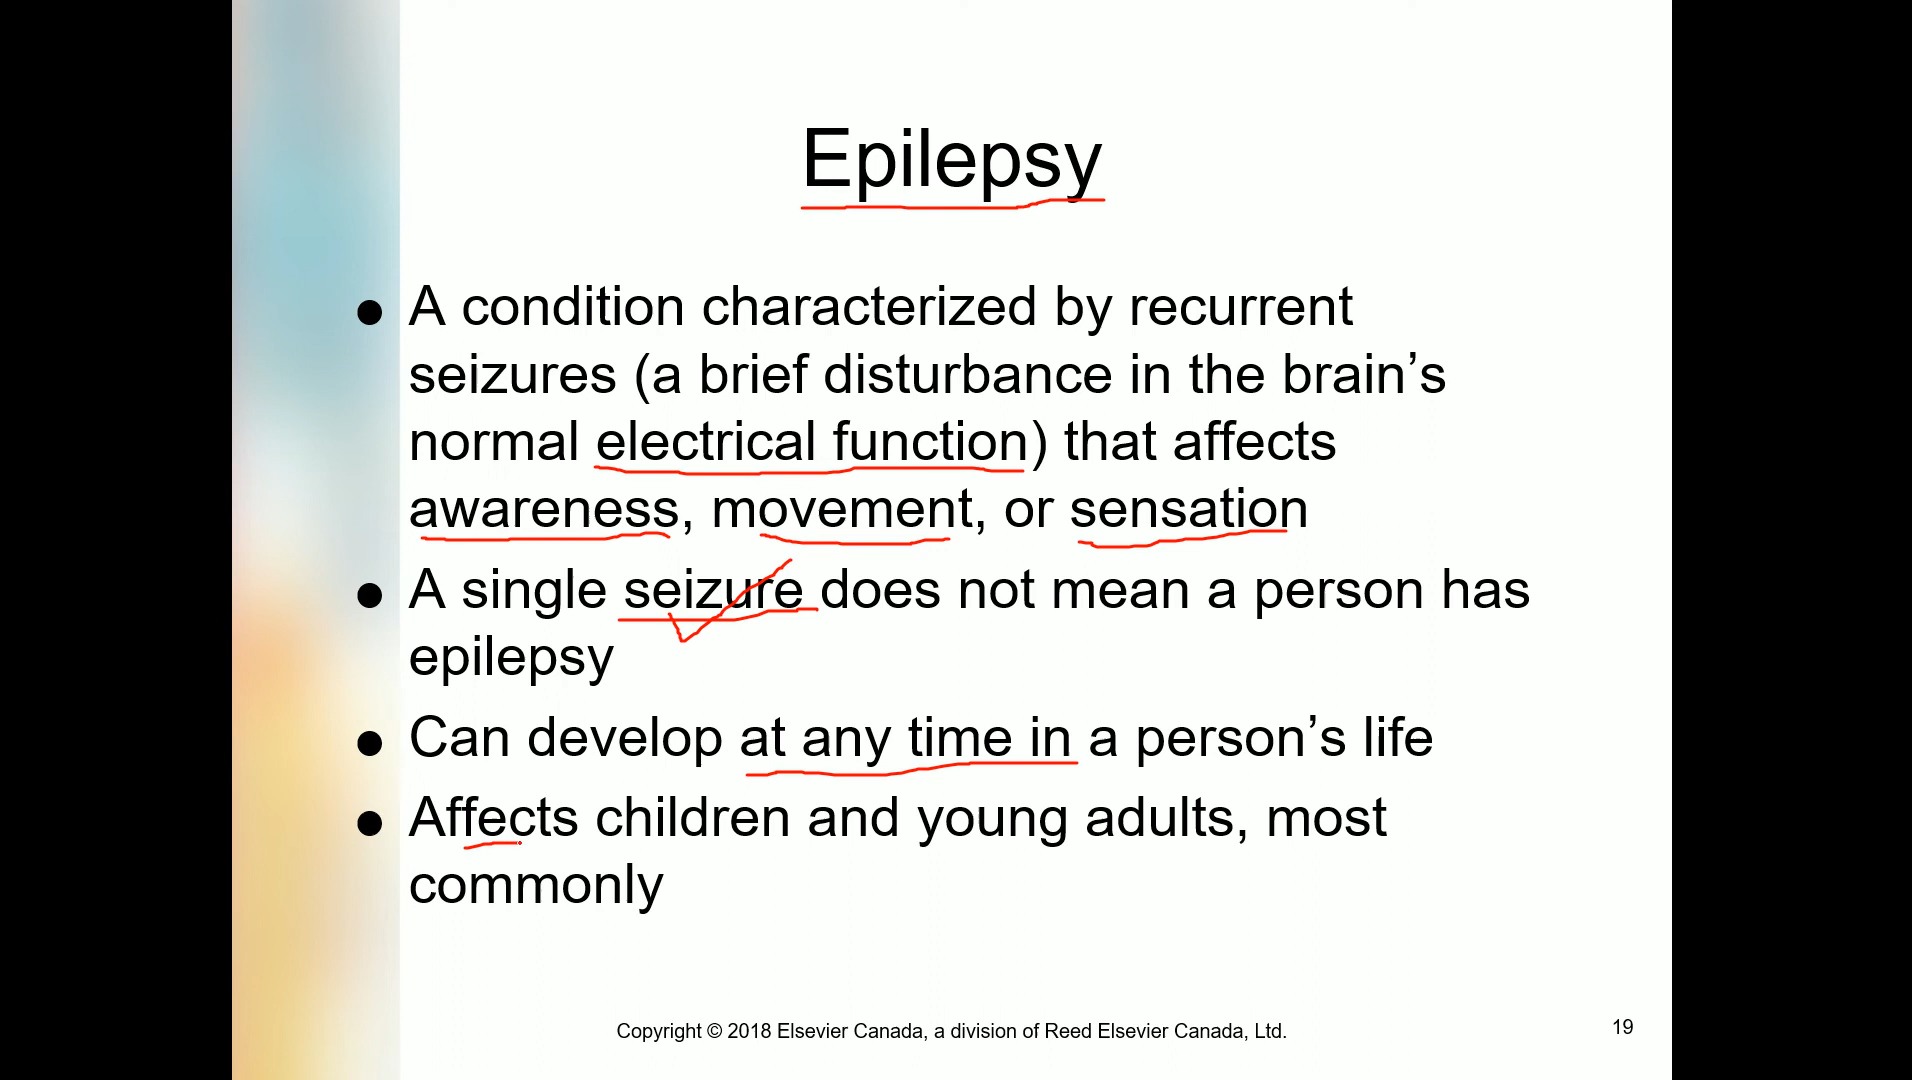 Epilepsy
● A condition characterized by recurrent
seizures (a brief disturbance in the brain’s
normal electrical function) that affects
awareness, movement, or sensation
● A single seizure does not mean a person has
epilepsy
● Can develop at any time in a person’s life
● Affects children and young adults, most
commonly
Copyright © 2018 Elsevier Canada, a division of Reed Elsevier Canada, Ltd.
19